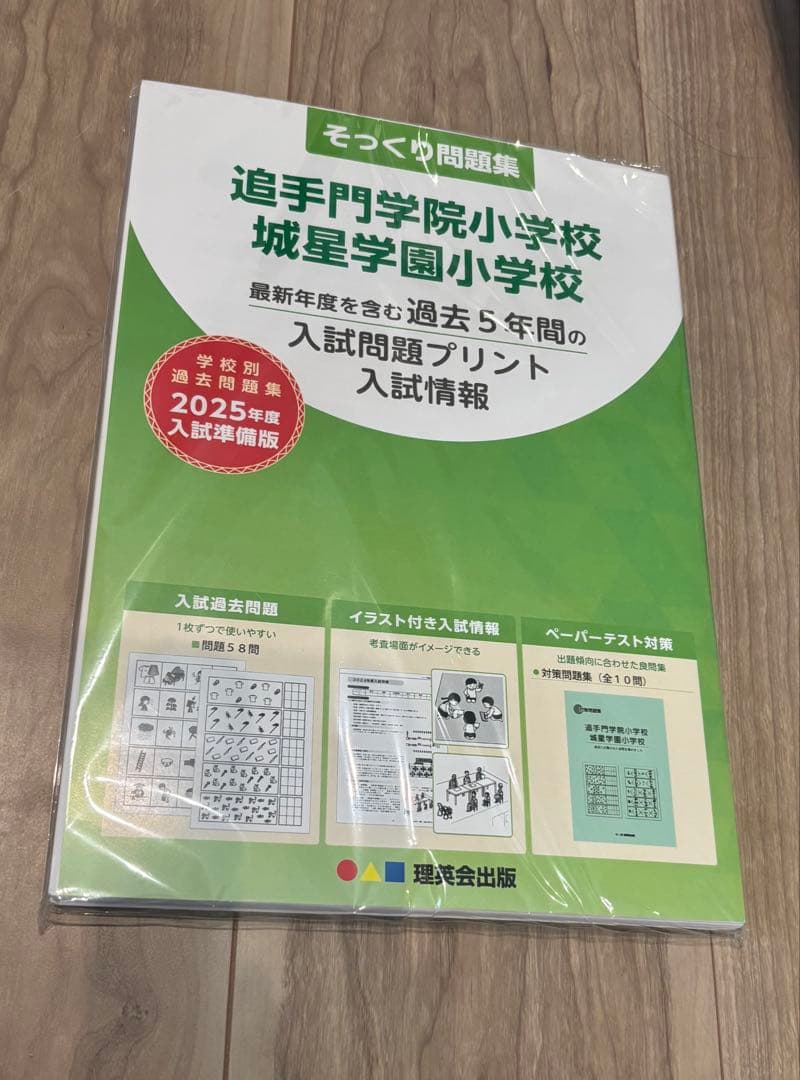 そっくり問題集
追手門学院小学校
城星学園小学校
最新年度を含む過去5年間の
入試問題プリント
入試情報
学校別
過去問題集
2025年度
入試準備版
入試過去問題
1枚ずつで使いやすい
■問題58問
イラスト付き入試情報
考査場面がイメージできる
ペーパーテスト対策
出題傾向に合わせた良問集
●対策問題集（全10問）
追手門学院小学校
城星学園小学校
理英会出版